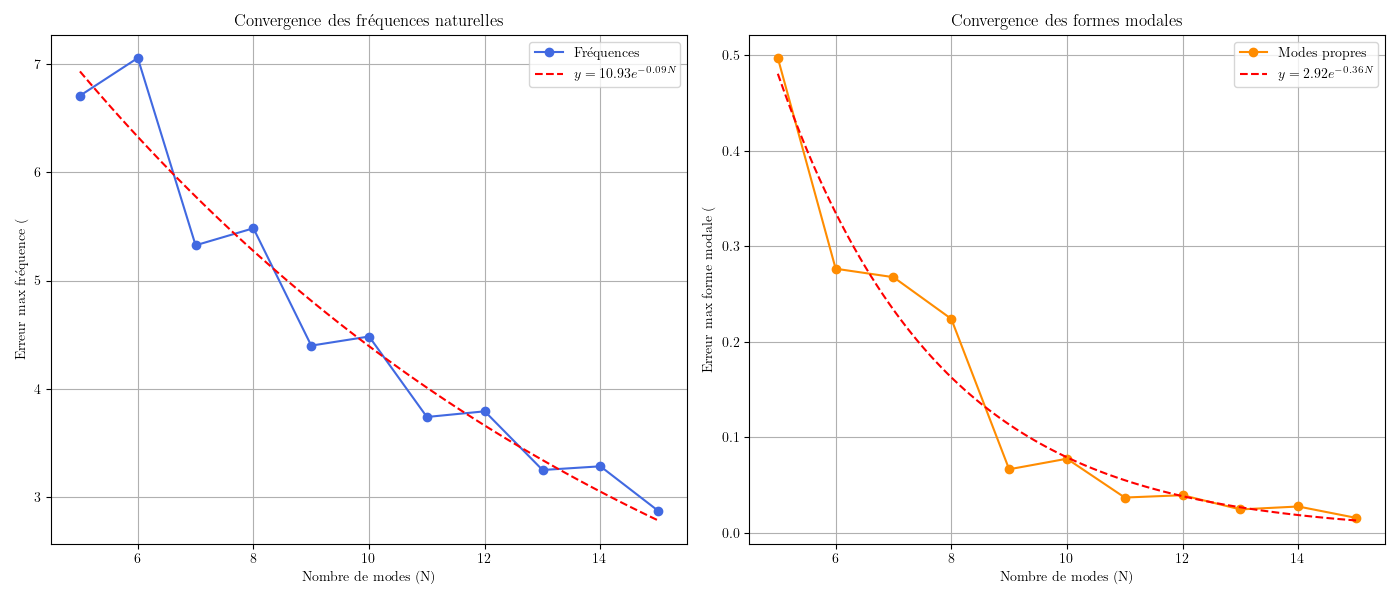 Convergence des fréquences naturelles
Fréquences
y = 10.93e^{-0.09N}
7
6
5
4
3
Erreur max fréquence (
6
8
10
12
14
Nombre de modes (N)
Convergence des formes modales
Modes propres
y = 2.92e^{-0.36N}
0.5
0.4
0.3
0.2
0.1
0.0
Erreur max forme modale (
6
8
10
12
14
Nombre de modes (N)